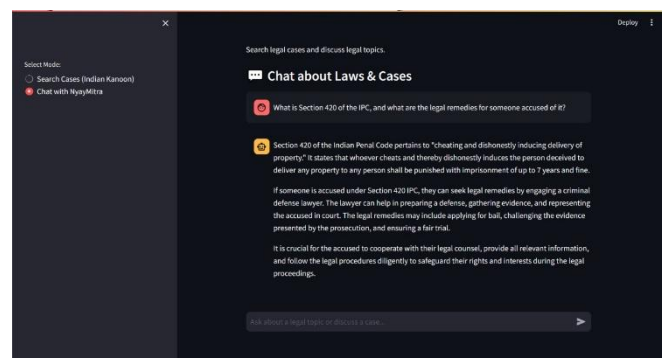 Deploy
Search legal cases and discuss legal topics.
Select Mode:
Search Cases (Indian Kanoon)
Chat with NyayMitra
Chat about Laws & Cases
What is Section 420 of the IPC, and what are the legal remedies for someone accused of it?
Section 420 of the Indian Penal Code pertains to "cheating and dishonestly inducing delivery of
property." It states that whoever cheats and thereby dishonestly induces the person deceived to
deliver any property to any person shall be punished with imprisonment of up to 7 years and fine.
If someone is accused under Section 420 IPC, they can seek legal remedies by engaging a criminal
defense lawyer. The lawyer can help in preparing a defense, gathering evidence, and representing
the accused in court. The legal remedies may include applying for bail, challenging the evidence
presented by the prosecution, and ensuring a fair trial.
It is crucial for the accused to cooperate with their legal counsel, provide all relevant information,
and follow the legal procedures diligently to safeguard their rights and interests during the legal
proceedings.
Ask about a legal topic or discuss a case...